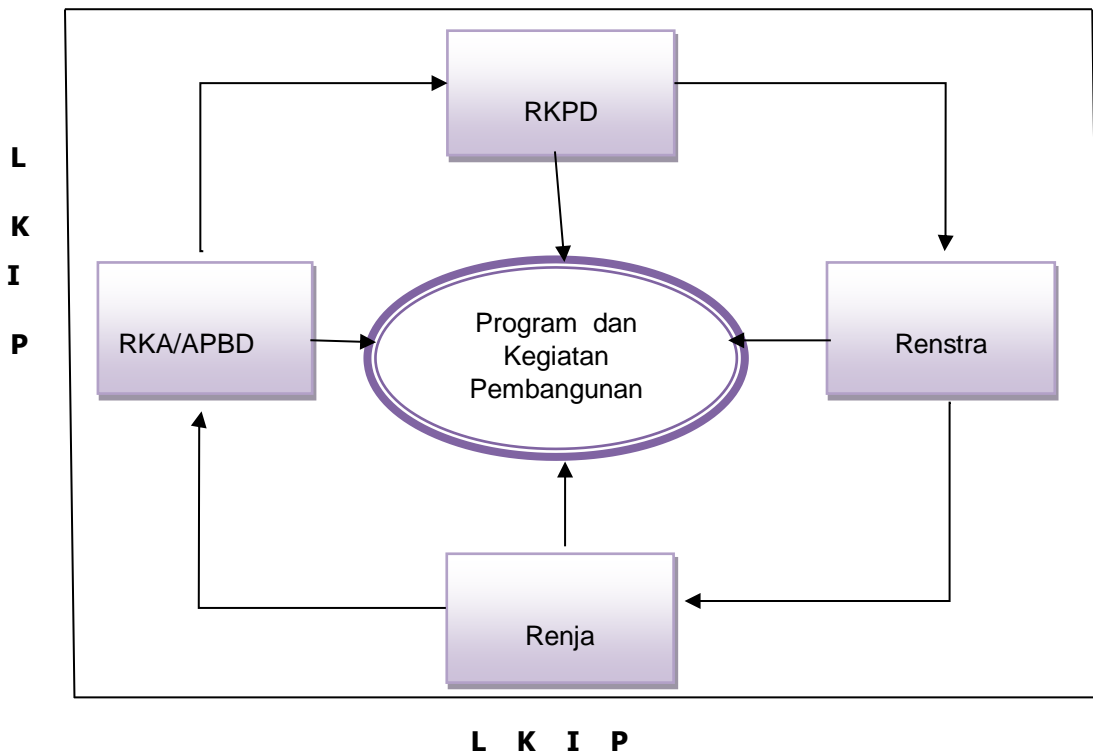 RKPD
L
K
I
P
RKA/APBD
Program dan
Kegiatan
Pembangunan
Renstra
Renja
L K I P